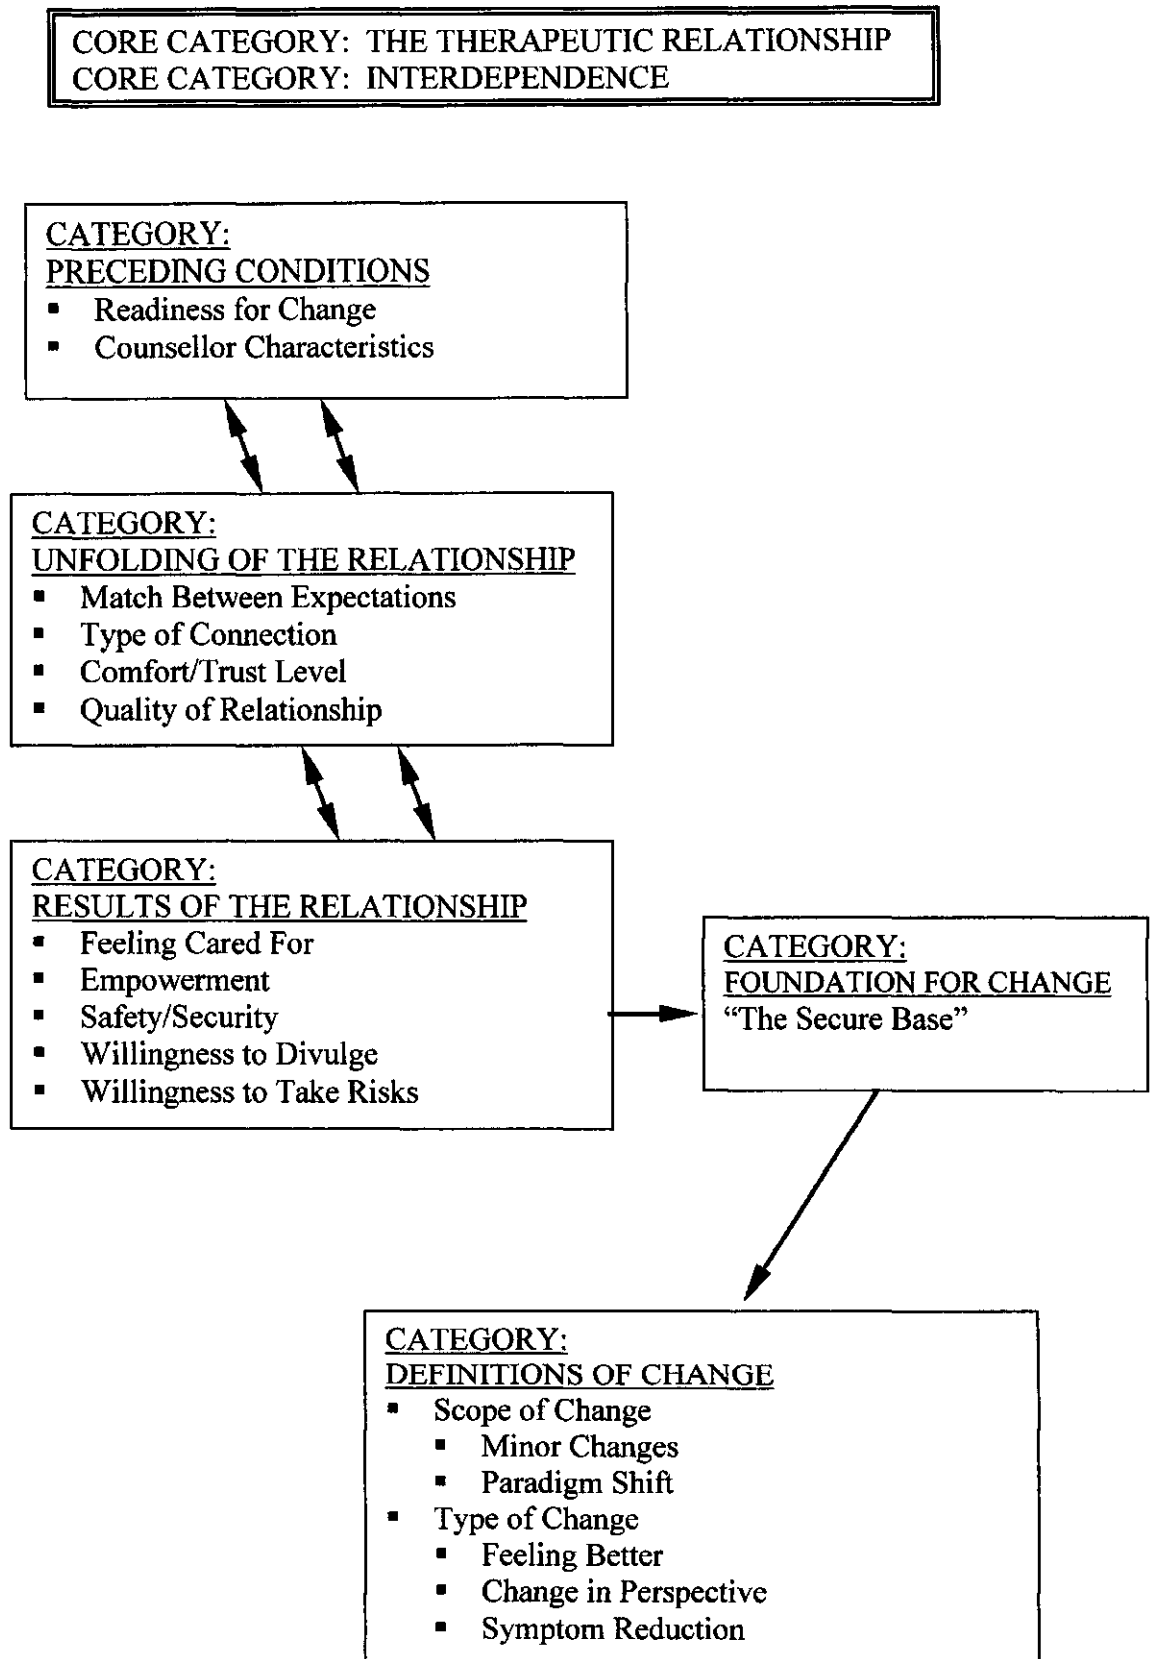 CORE CATEGORY: THE THERAPEUTIC RELATIONSHIP
CORE CATEGORY: INTERDEPENDENCE
CATEGORY:
PRECEDING CONDITIONS
▪ Readiness for Change
▪ Counsellor Characteristics
CATEGORY:
UNFOLDING OF THE RELATIONSHIP
▪ Match Between Expectations
▪ Type of Connection
▪ Comfort/Trust Level
▪ Quality of Relationship
CATEGORY:
RESULTS OF THE RELATIONSHIP
▪ Feeling Cared For
▪ Empowerment
▪ Safety/Security
▪ Willingness to Divulge
▪ Willingness to Take Risks
CATEGORY:
FOUNDATION FOR CHANGE
“The Secure Base”
CATEGORY:
DEFINITIONS OF CHANGE
▪ Scope of Change
▪ Minor Changes
▪ Paradigm Shift
▪ Type of Change
▪ Feeling Better
▪ Change in Perspective
▪ Symptom Reduction